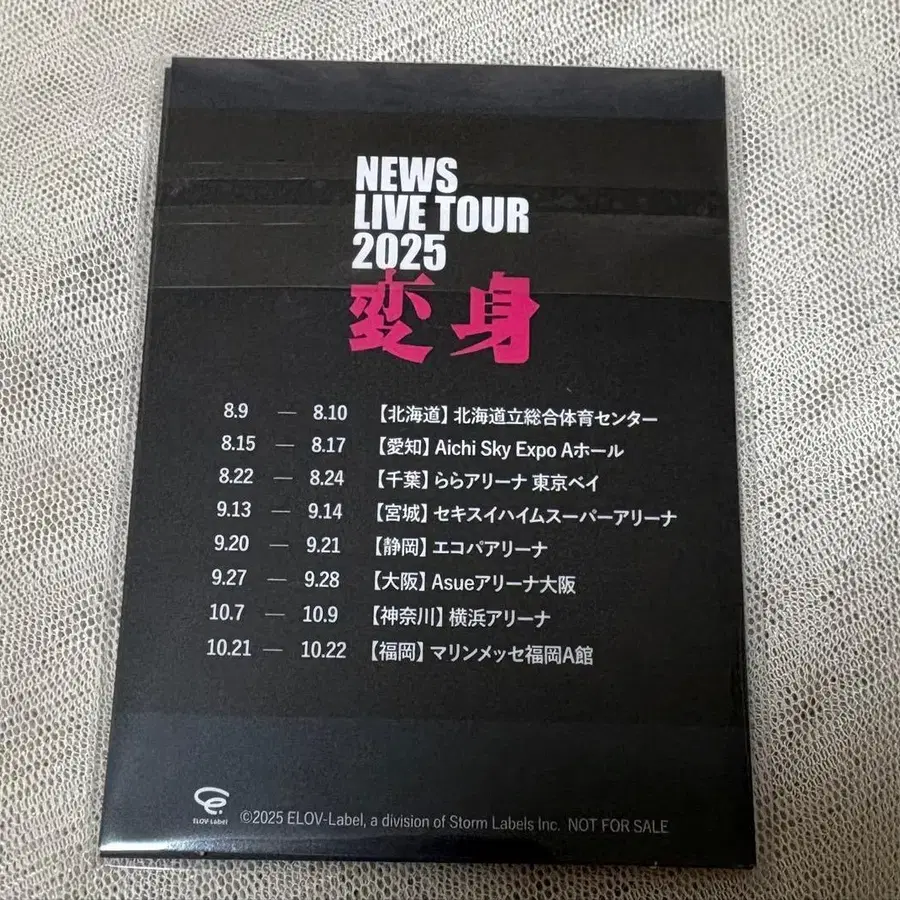 NEWS
LIVE TOUR
2025
変身
8.9 — 8.10 【北海道】北海道立総合体育センター
8.15 — 8.17 【愛知】Aichi Sky Expo Aホール
8.22 — 8.24 【千葉】ららアリーナ 東京ベイ
9.13 — 9.14 【宮城】セキスイハイムスーパーアリーナ
9.20 — 9.21 【静岡】エコパアリーナ
9.27 — 9.28 【大阪】Asueアリーナ大阪
10.7 — 10.9 【神奈川】横浜アリーナ
10.21 — 10.22 【福岡】マリンメッセ福岡A館
ELOV-Label
©2025 ELOV-Label, a division of Storm Labels Inc. NOT FOR SALE